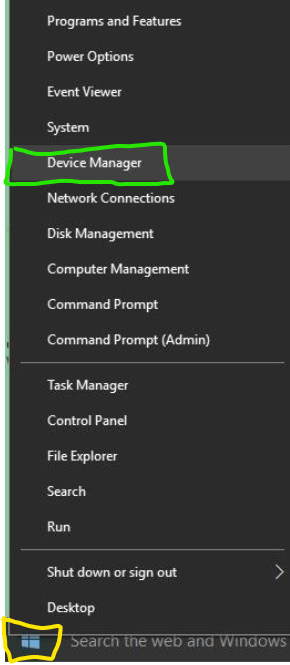 Programs and Features
Power Options
Event Viewer
System
Device Manager
Network Connections
Disk Management
Computer Management
Command Prompt
Command Prompt (Admin)
Task Manager
Control Panel
File Explorer
Search
Run
Shut down or sign out
Desktop
Search the web and Windows